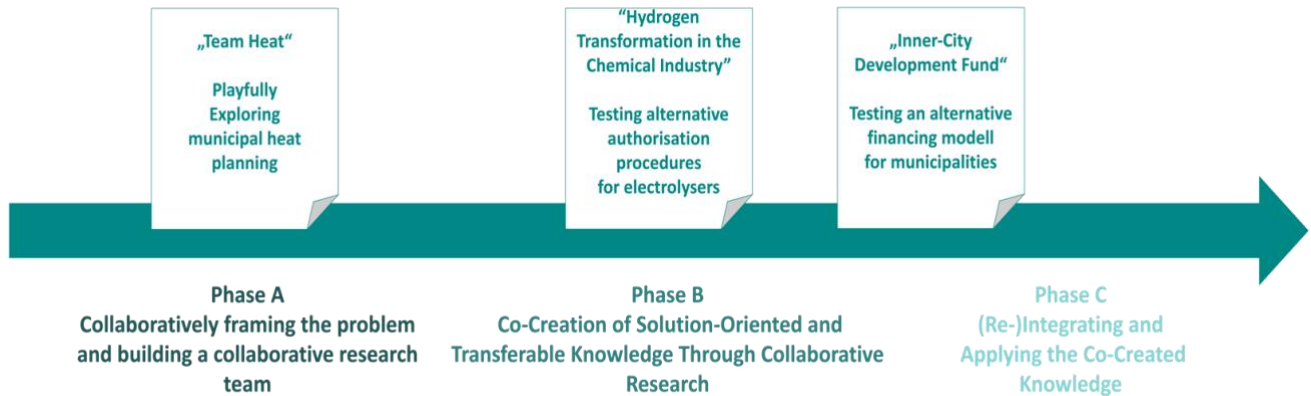 „Team Heat“
Playfully
Exploring
municipal heat
planning
“Hydrogen
Transformation in the
Chemical Industry”
Testing alternative
authorisation
procedures
for electrolysers
„Inner-City
Development Fund“
Testing an alternative
financing modell
for municipalities
Phase A
Collaboratively framing the problem
and building a collaborative research
team
Phase B
Co-Creation of Solution-Oriented and
Transferable Knowledge Through Collaborative
Research
Phase C
(Re-)Integrating and
Applying the Co-Created
Knowledge